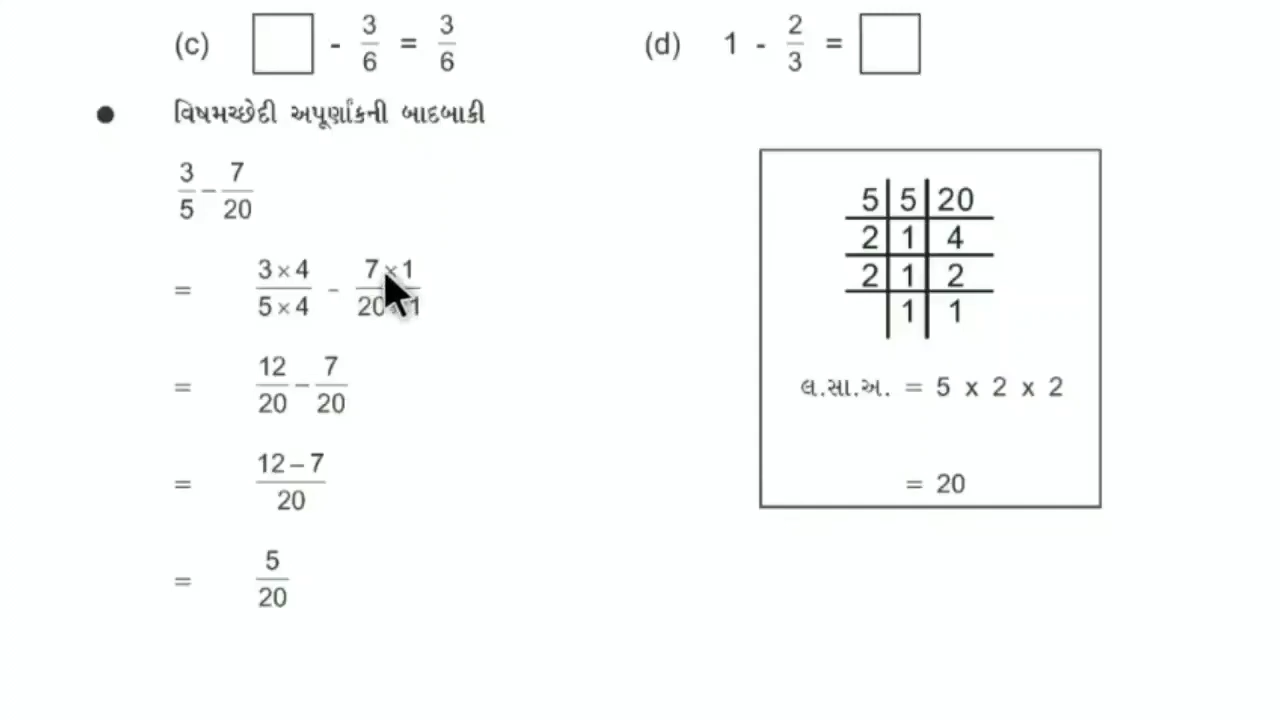 (c) □ - 3/6 = 3/6
(d) 1 - 2/3 = □
● વિષમચ્છેદી અપૂર્ણાંકની બાદબાકી
3/5 – 7/20
= 3×4/5×4 - 7×1/20×1
= 12/20 – 7/20
= 12–7/20
= 5/20
5 | 5 | 20
2 | 1 | 4
2 | 1 | 2
| 1 | 1
લ.સા.અ. = 5 x 2 x 2
= 20